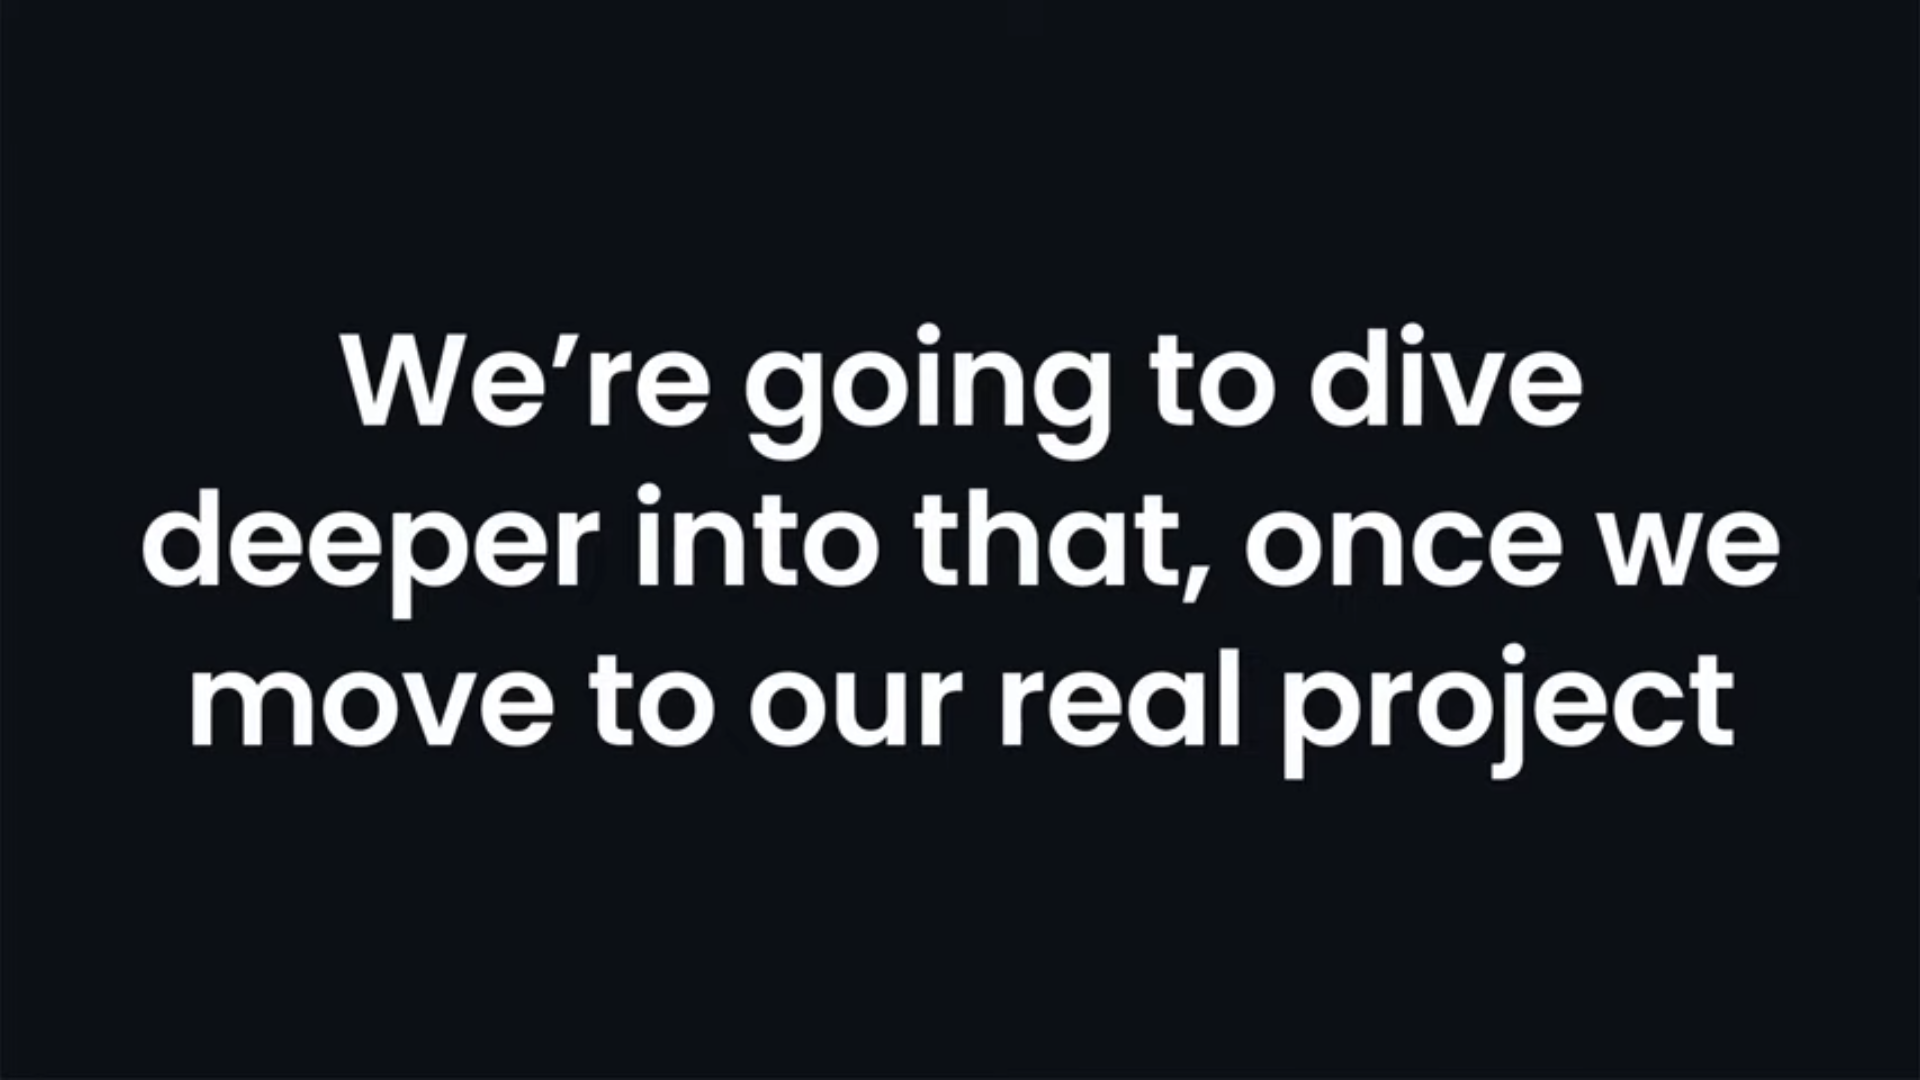 We’re going to dive
deeper into that, once we
move to our real project